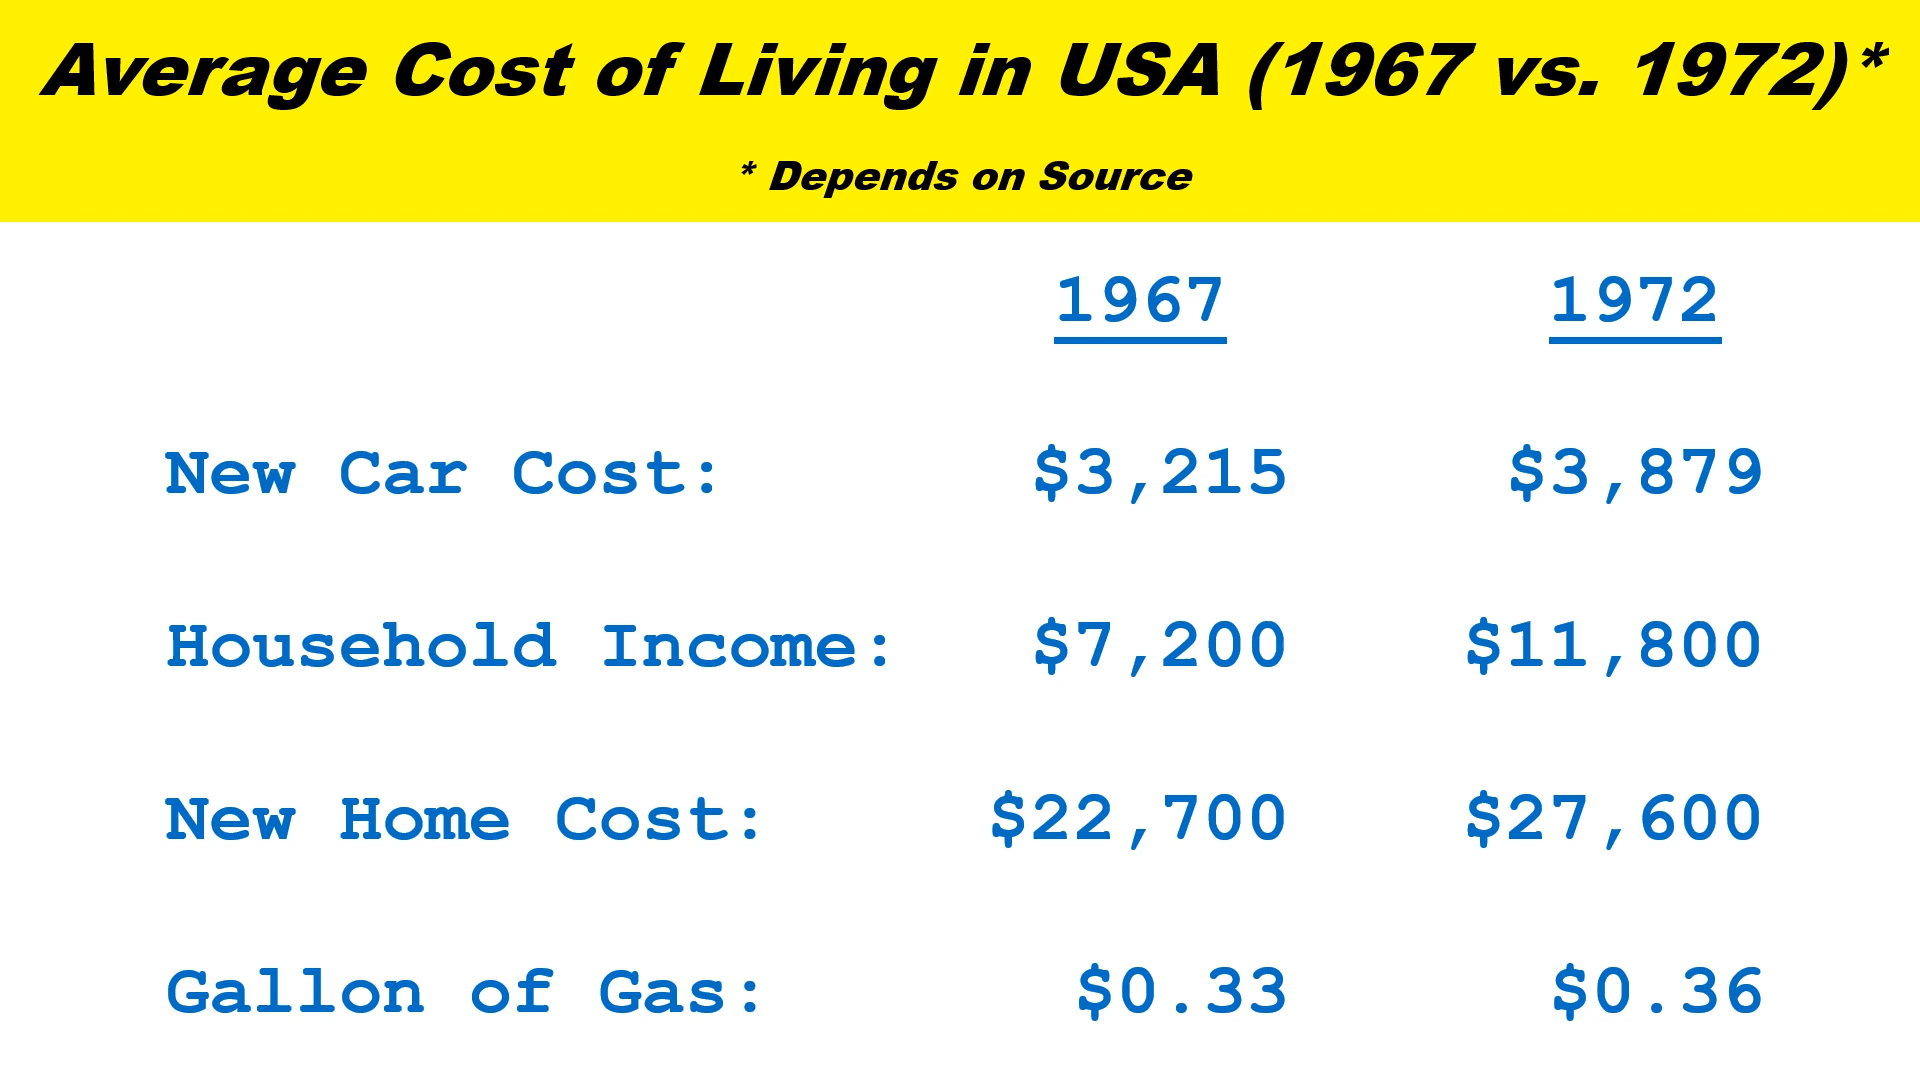 Average Cost of Living in USA (1967 vs. 1972)*
* Depends on Source
1967 1972
New Car Cost: $3,215 $3,879
Household Income: $7,200 $11,800
New Home Cost: $22,700 $27,600
Gallon of Gas: $0.33 $0.36